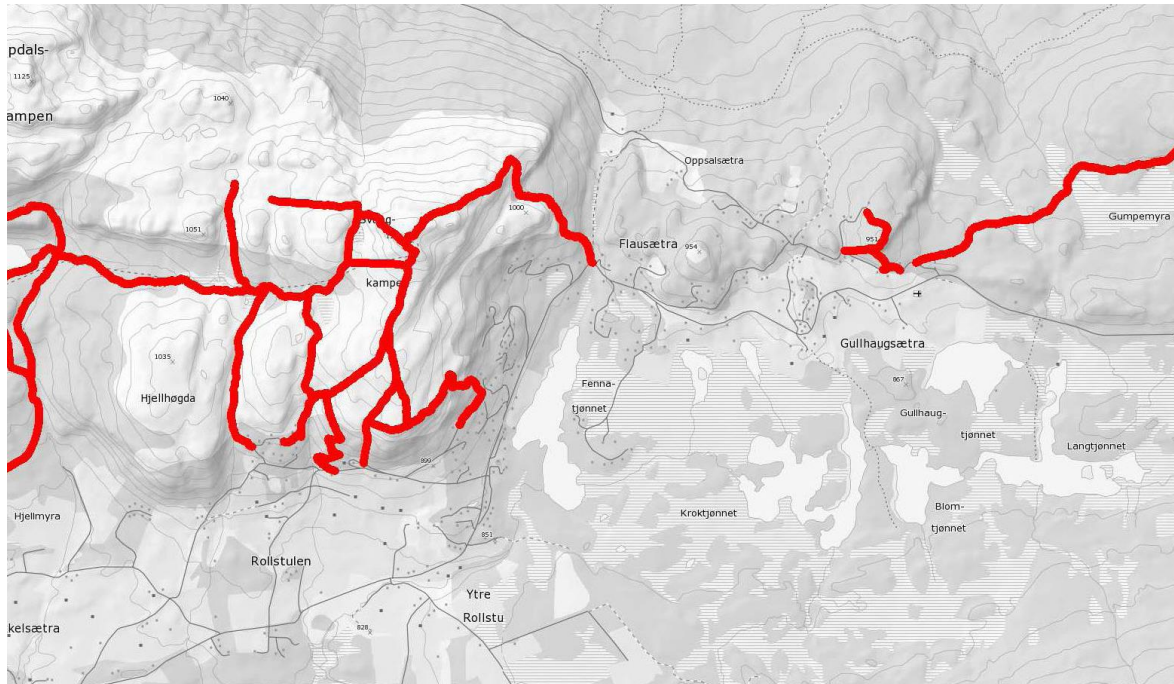 pdals-
1125
ampen
1040
1051
1000
kampe
1035
Hjellhøgda
Oppsalsætra
Flausætra
954
951
Gumpemyra
Gullhaugsætra
867
Gullhaug-
tjønnet
Langtjønnet
Fenna-
tjønnet
Kroktjønnet
Blom-
tjønnet
899
851
Hjellmyra
Rollstulen
Ytre
Rollstu
828
kelsætra